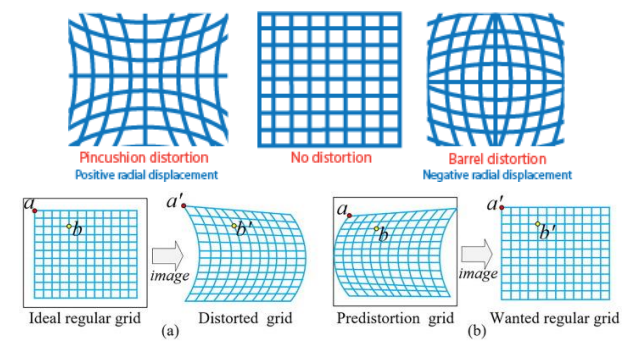 Pincushion distortion
Positive radial displacement
No distortion
Barrel distortion
Negative radial displacement
a
b
image
a'
b'
a
b
image
a'
b'
Ideal regular grid
Distorted grid
Predistortion grid
Wanted regular grid
(a)
(b)